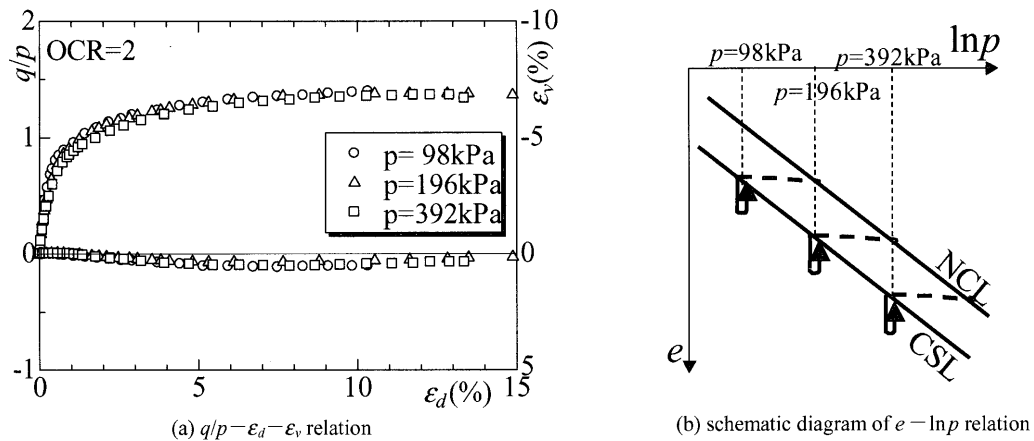 OCR=2
q/p
2
1
0
-1
-10
-5
0
5
εv(%)
p= 98kPa
p=196kPa
p=392kPa
0
5
10
15
εd(%)
(a) q/p−εd−εv relation
lnp
p=98kPa
p=392kPa
p=196kPa
NCL
CSL
e
(b) schematic diagram of e−lnp relation